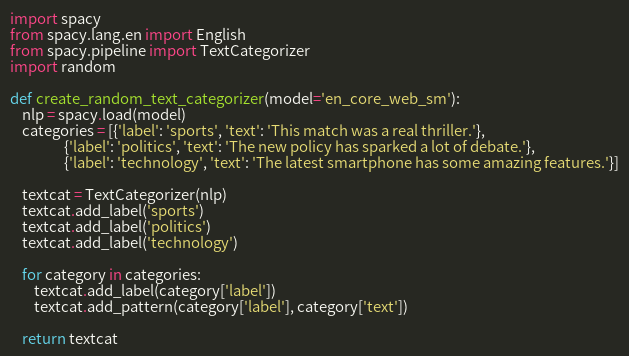 import spacy
from spacy.lang.en import English
from spacy.pipeline import TextCategorizer
import random

def create_random_text_categorizer(model='en_core_web_sm'):
    nlp = spacy.load(model)
    categories = [{'label': 'sports', 'text': 'This match was a real thriller.'},
                  {'label': 'politics', 'text': 'The new policy has sparked a lot of debate.'},
                  {'label': 'technology', 'text': 'The latest smartphone has some amazing features.'}]

    textcat = TextCategorizer(nlp)
    textcat.add_label('sports')
    textcat.add_label('politics')
    textcat.add_label('technology')

    for category in categories:
        textcat.add_label(category['label'])
        textcat.add_pattern(category['label'], category['text'])

    return textcat